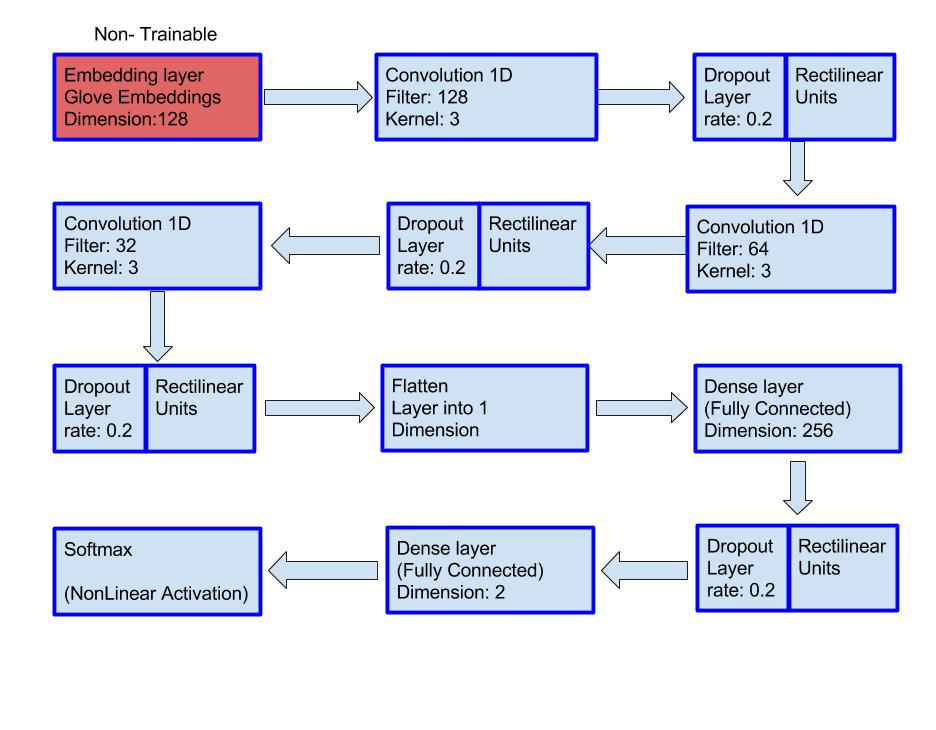 Non- Trainable
Embedding layer
Glove Embeddings
Dimension:128
Convolution 1D
Filter: 128
Kernel: 3
Dropout
Layer
rate: 0.2
Rectilinear
Units
Convolution 1D
Filter: 64
Kernel: 3
Dropout
Layer
rate: 0.2
Rectilinear
Units
Convolution 1D
Filter: 32
Kernel: 3
Dropout
Layer
rate: 0.2
Rectilinear
Units
Flatten
Layer into 1
Dimension
Dense layer
(Fully Connected)
Dimension: 256
Dropout
Layer
rate: 0.2
Rectilinear
Units
Dense layer
(Fully Connected)
Dimension: 2
Softmax
(NonLinear Activation)